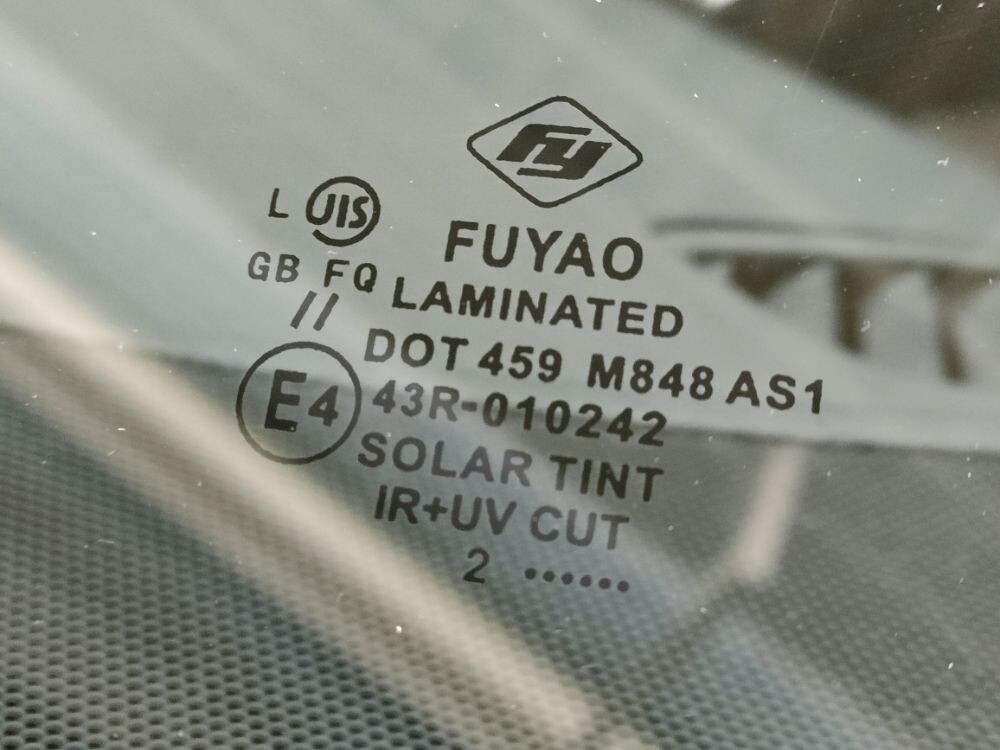 FY
FUYAO
L JIS
GB FQ
//
LAMINATED
DOT 459 M848 AS1
E4
43R-010242
SOLAR TINT
IR+UV CUT
2 ••••••